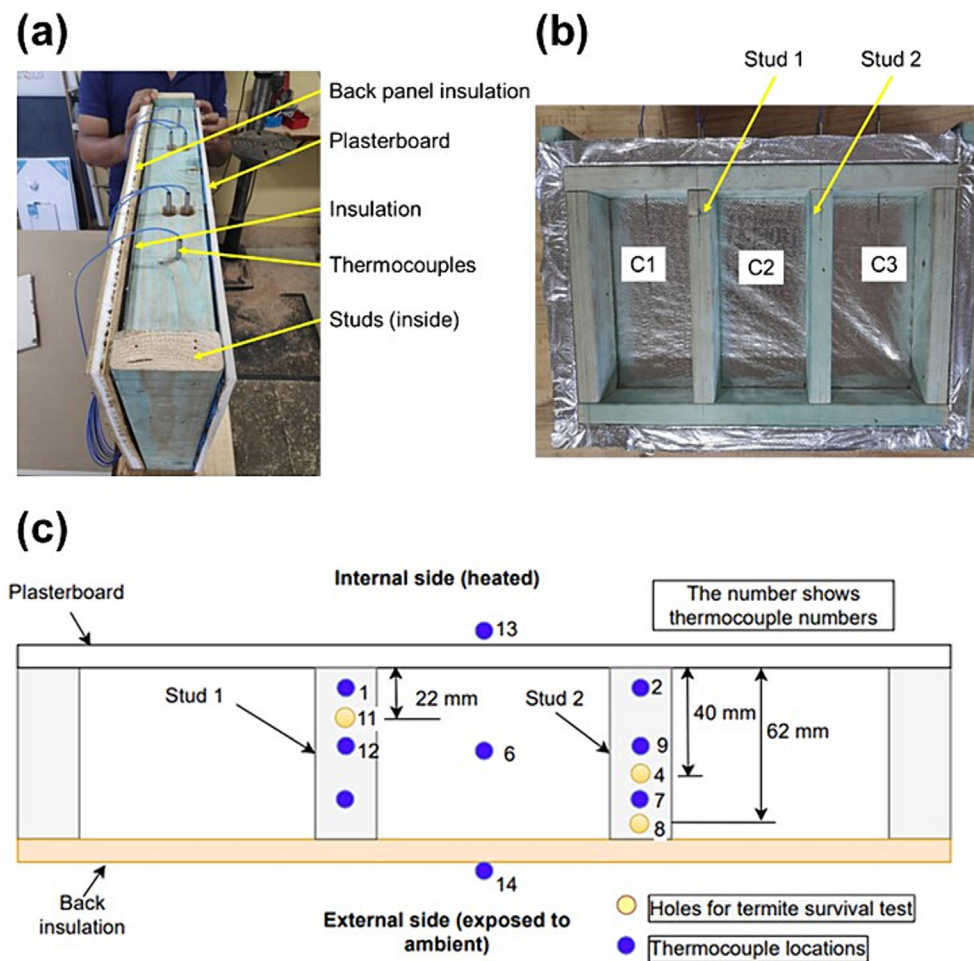 (a)
Back panel insulation
Plasterboard
Insulation
Thermocouples
Studs (inside)
(b)
Stud 1
Stud 2
C1
C2
C3
(c)
Plasterboard
Internal side (heated)
The number shows
thermocouple numbers
13
Stud 1
1
11
12
22 mm
6
Stud 2
2
9
4
7
8
40 mm
62 mm
Back
insulation
14
External side (exposed to
ambient)
Holes for termite survival test
Thermocouple locations